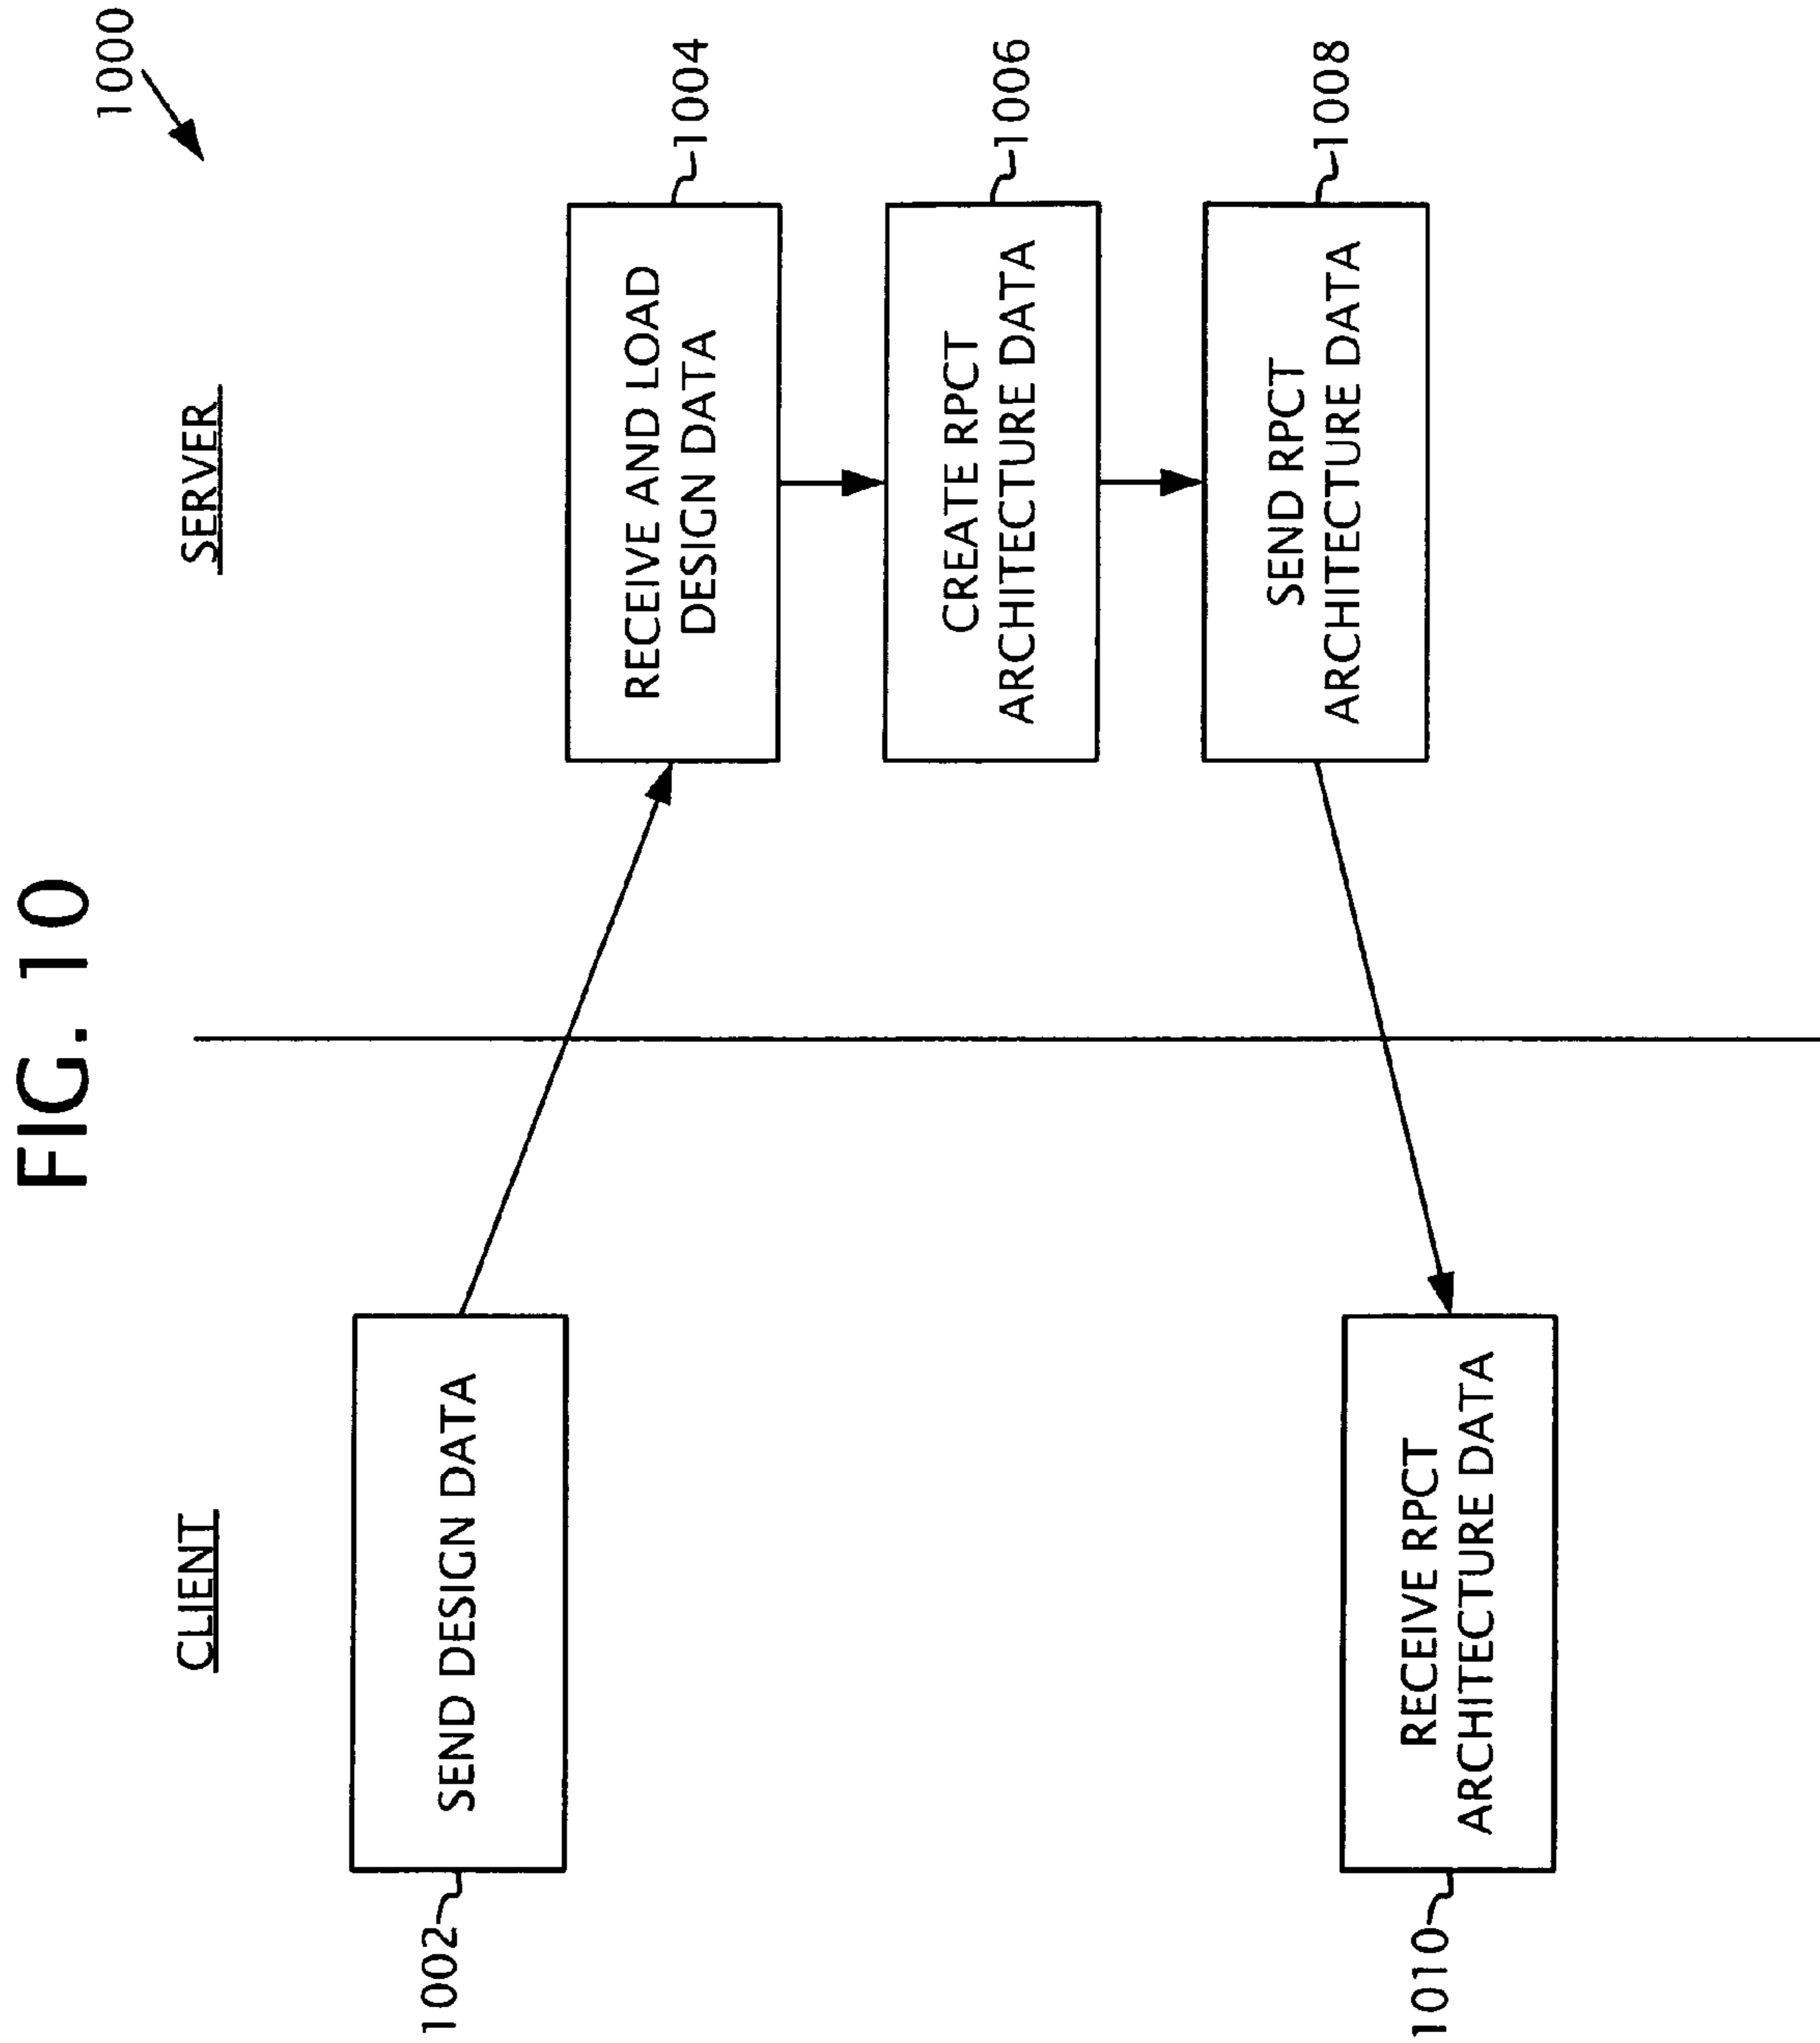 FIG. 10
1000
CLIENT
SERVER
1002
SEND DESIGN DATA
RECEIVE AND LOAD
DESIGN DATA
1004
CREATE RPCT
ARCHITECTURE DATA
1006
SEND RPCT
ARCHITECTURE DATA
1008
1010
RECEIVE RPCT
ARCHITECTURE DATA